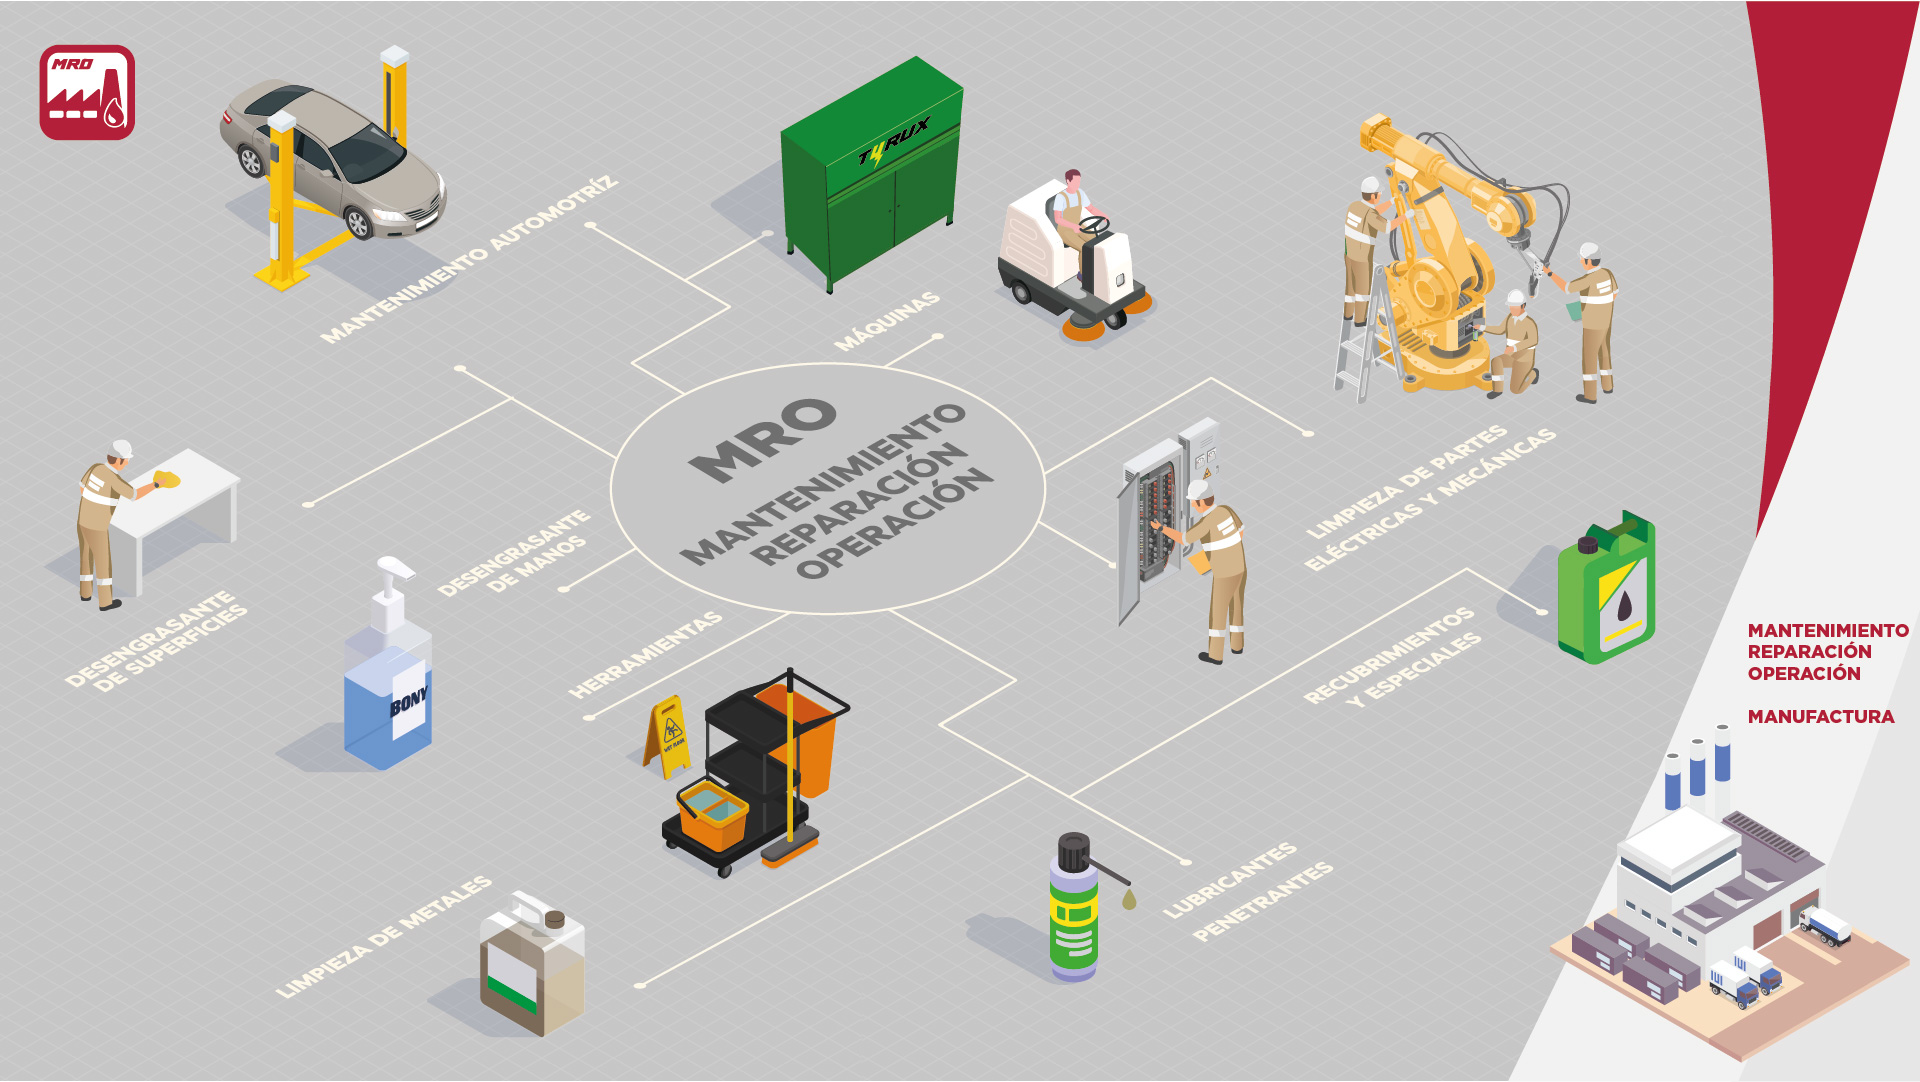 MRO
TYRUX
MANTENIMIENTO AUTOMOTRÍZ
MÁQUINAS
MRO
MANTENIMIENTO
REPARACIÓN
OPERACIÓN
LIMPIEZA DE PARTES
ELÉCTRICAS Y MECÁNICAS
DESENGRASANTE
DE MANOS
DESENGRASANTE
DE SUPERFICIES
BONY
HERRAMIENTAS
WET FLOOR
RECUBRIMIENTOS
Y ESPECIALES
MANTENIMIENTO
REPARACIÓN
OPERACIÓN
MANUFACTURA
LIMPIEZA DE METALES
LUBRICANTES
PENETRANTES